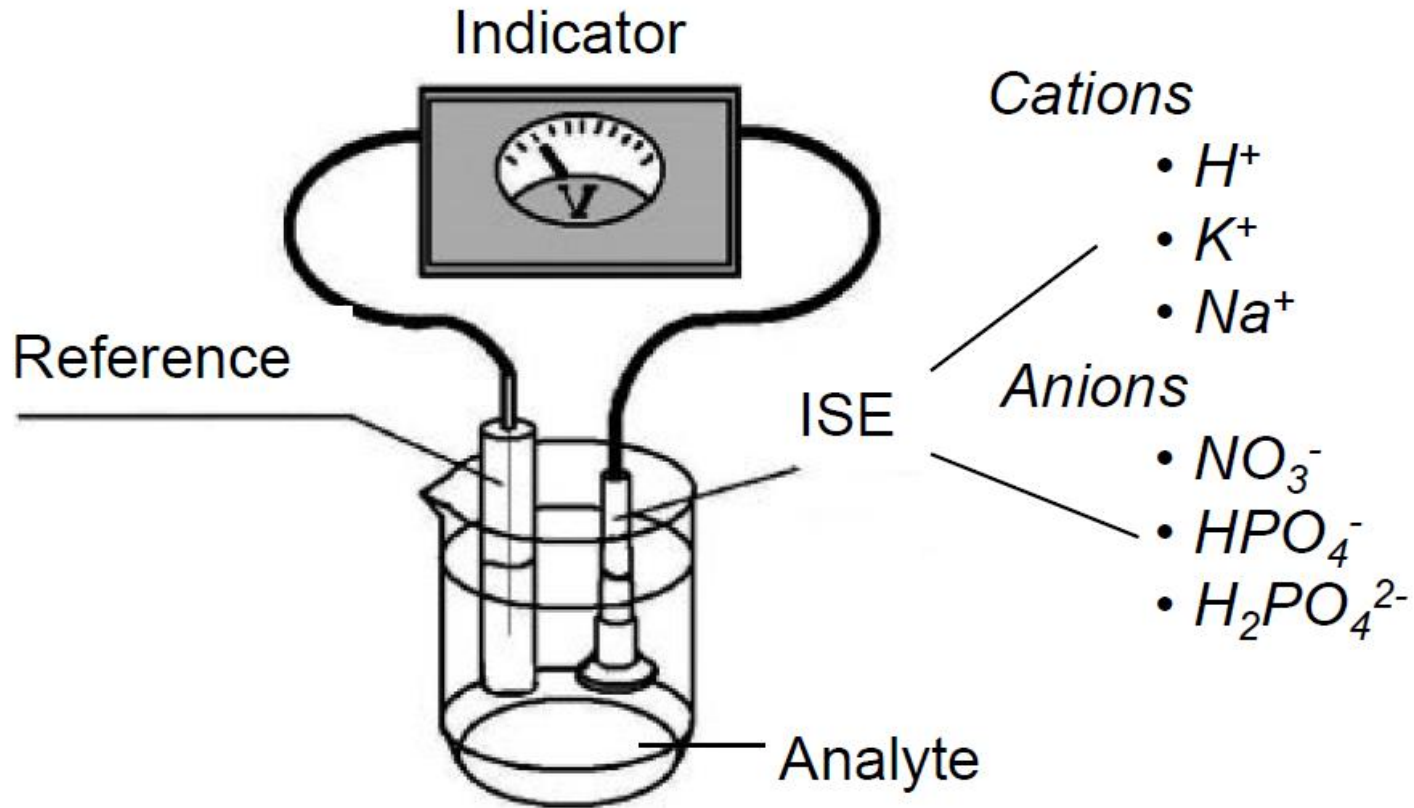 Indicator
V
Cations
• H⁺
• K⁺
• Na⁺
Reference
ISE
Anions
• NO₃⁻
• HPO₄⁻
• H₂PO₄²⁻
Analyte